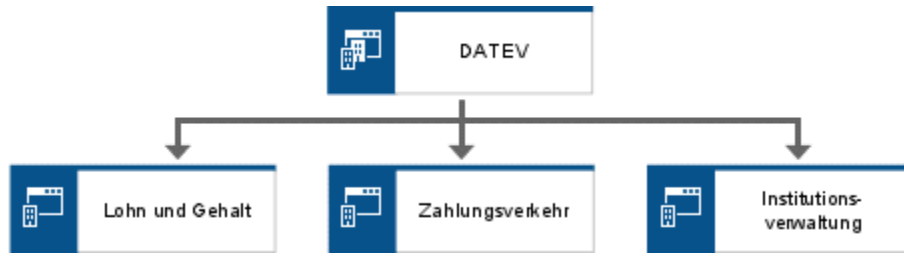 DATEV
Lohn und Gehalt
Zahlungsverkehr
Institutions-
verwaltung